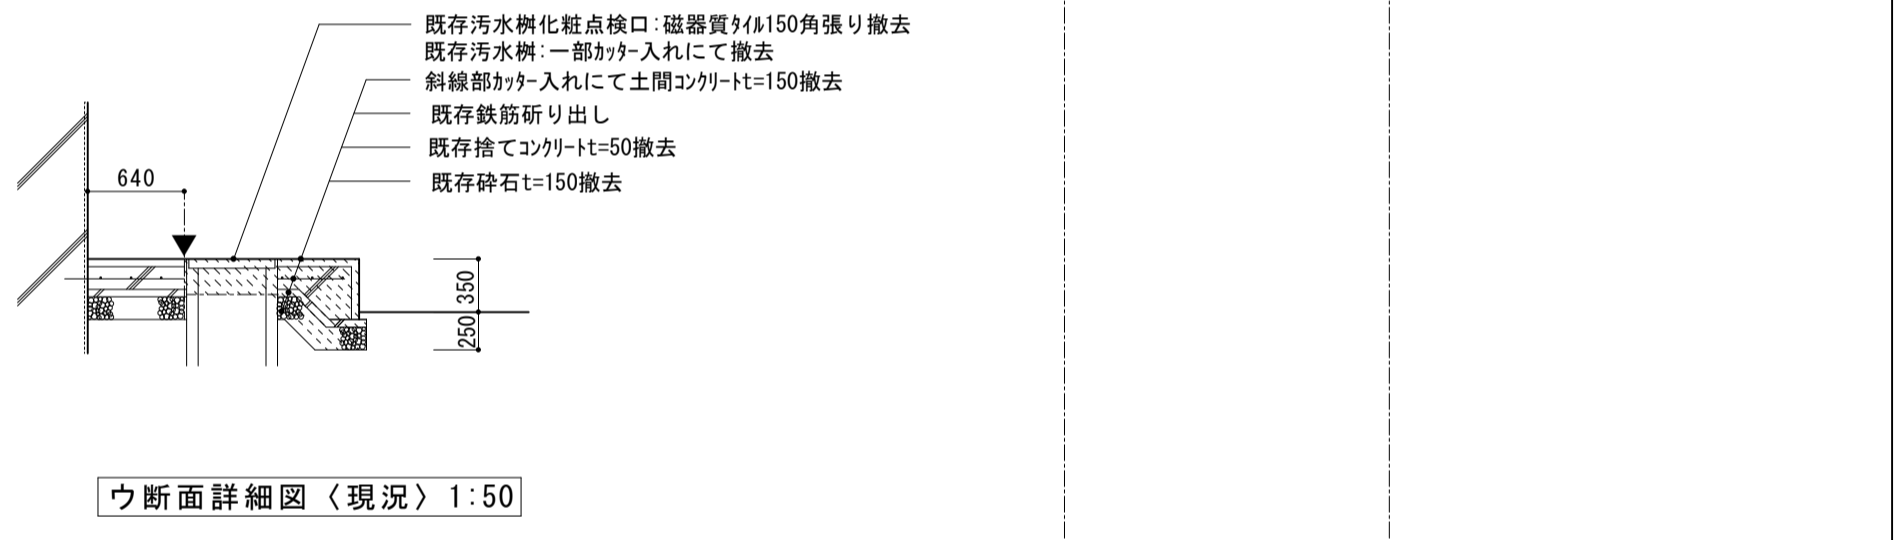 既存汚水桝化粧点検口:磁器質ﾀｲﾙ150角張り撤去
既存汚水桝:一部ｶｯﾀｰ入れにて撤去
斜線部ｶｯﾀｰ入れにて土間ｺﾝｸﾘｰﾄt=150撤去
既存鉄筋斫り出し
既存捨てｺﾝｸﾘｰﾄt=50撤去
既存砕石t=150撤去
640
350
250
ウ断面詳細図〈現況〉1:50